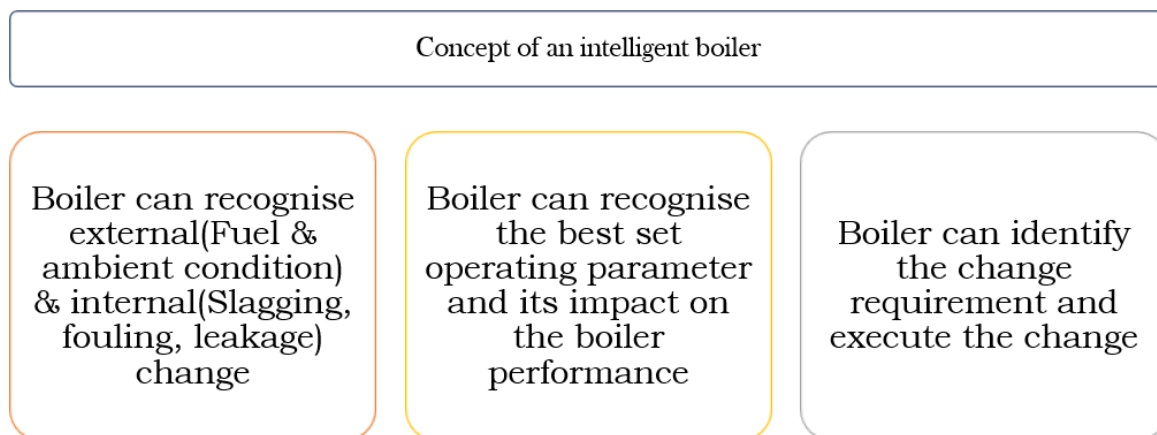 Concept of an intelligent boiler
Boiler can recognise
external(Fuel &
ambient condition)
& internal(Slagging,
fouling, leakage)
change
Boiler can recognise
the best set
operating parameter
and its impact on
the boiler
performance
Boiler can identify
the change
requirement and
execute the change